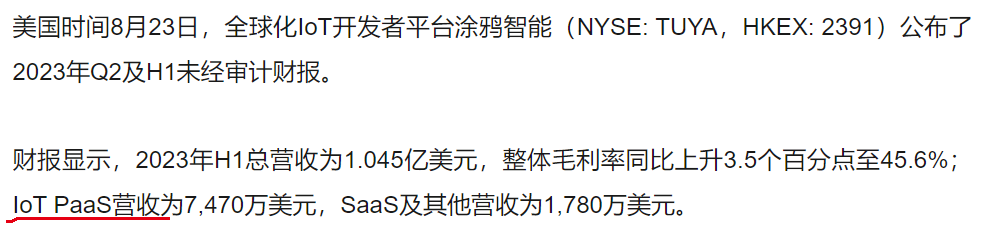 美国时间8月23日，全球化IoT开发者平台涂鸦智能（NYSE: TUYA，HKEX: 2391）公布了
2023年Q2及H1未经审计财报。
财报显示，2023年H1总营收为1.045亿美元，整体毛利率同比上升3.5个百分点至45.6%；
IoT PaaS营收为7,470万美元，SaaS及其他营收为1,780万美元。